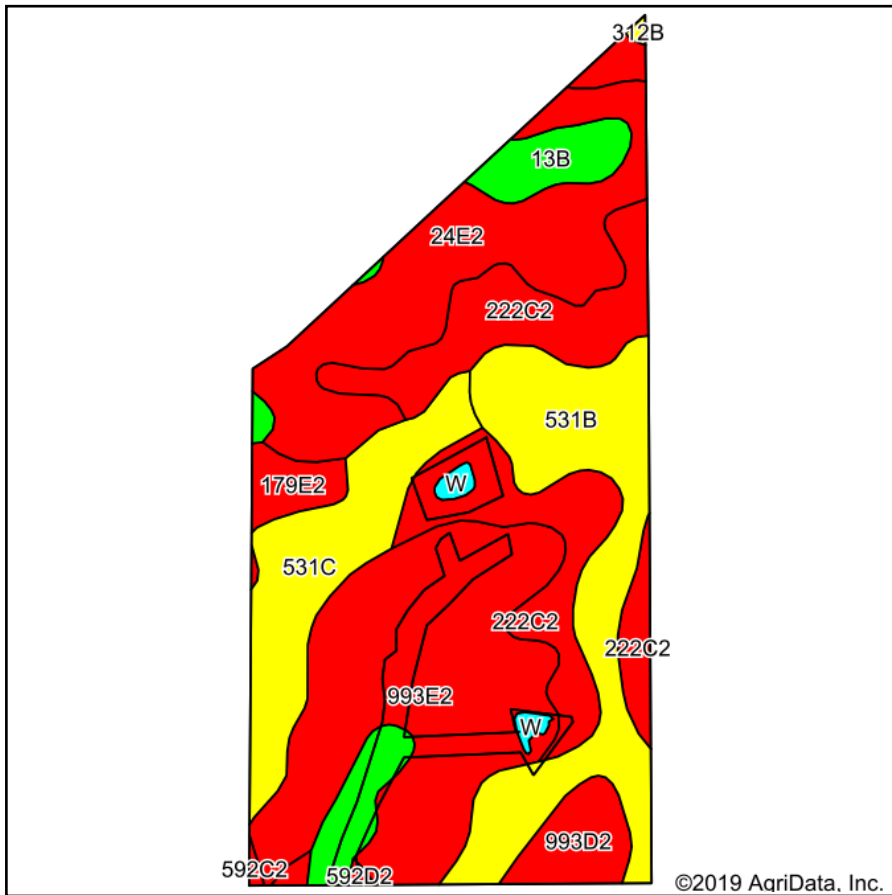 312B
13B
24E2
222C2
531B
W
179E2
531C
222C2
222C2
993E2
W
993D2
592C2
592D2
©2019 AgriData, Inc.